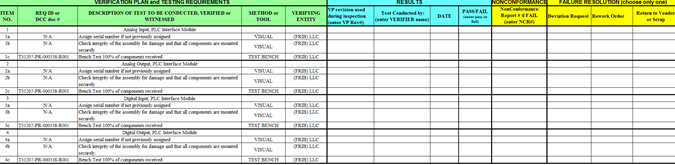 VERIFICATION PLAN and TESTING REQUIREMENTS RESULTS NONCONFORMANCE FAILURE RESOLUTION (choose only one)
ITEM NO. REQ ID or DCC doc # DESCRIPTION OF TEST TO BE CONDUCTED, VERIFIED or WITNESSED METHOD or TOOL VERIFYING ENTITY VP revision used during inspection (enter VP Rev#) Test Conducted by: (enter VERIFIER name) DATE PASS/FAIL (enter pass or fail) NonConformance Report # if FAIL (enter NCR#) Deviation Request Rework Order Return to Vendor or Scrap
1 Analog Input, PLC Interface Module
1a N/A Assign serial number if not previously assigned VISUAL (FRIB) LLC
1b N/A Check integrity of the assembly for damage and that all components are mounted securely. VISUAL (FRIB) LLC
1c T31207-PR-000338-R001 Bench Test 100% of components received TEST BENCH (FRIB) LLC
2 Analog Output, PLC Interface Module
2a N/A Assign serial number if not previously assigned VISUAL (FRIB) LLC
2b N/A Check integrity of the assembly for damage and that all components are mounted securely. VISUAL (FRIB) LLC
2c T31207-PR-000338-R001 Bench Test 100% of components received TEST BENCH (FRIB) LLC
3 Digital Input, PLC Interface Module
3a N/A Assign serial number if not previously assigned VISUAL (FRIB) LLC
3b N/A Check integrity of the assembly for damage and that all components are mounted securely. VISUAL (FRIB) LLC
3c T31207-PR-000338-R001 Bench Test 100% of components received TEST BENCH (FRIB) LLC
4 Digital Output, PLC Interface Module
4a N/A Assign serial number if not previously assigned VISUAL (FRIB) LLC
4b N/A Check integrity of the assembly for damage and that all components are mounted securely. VISUAL (FRIB) LLC
4c T31207-PR-000338-R001 Bench Test 100% of components received TEST BENCH (FRIB) LLC